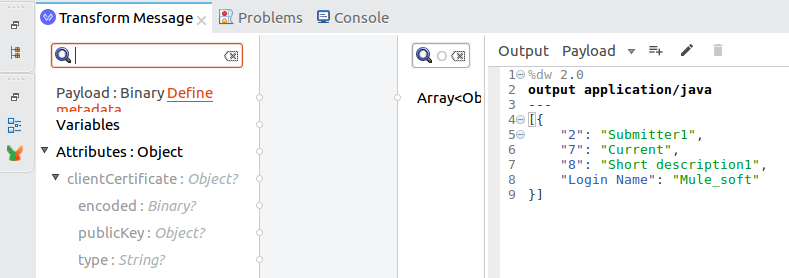 Transform Message
Problems
Console
Payload : Binary Define
metadata
Variables
Attributes : Object
clientCertificate : Object?
encoded : Binary?
publicKey : Object?
type : String?
Array<Ob
Output Payload
1 %dw 2.0
2 output application/java
3 ---
4 [{
5 "2": "Submitter1",
6 "7": "Current",
7 "8": "Short description1",
8 "Login Name": "Mule_soft"
9 }]